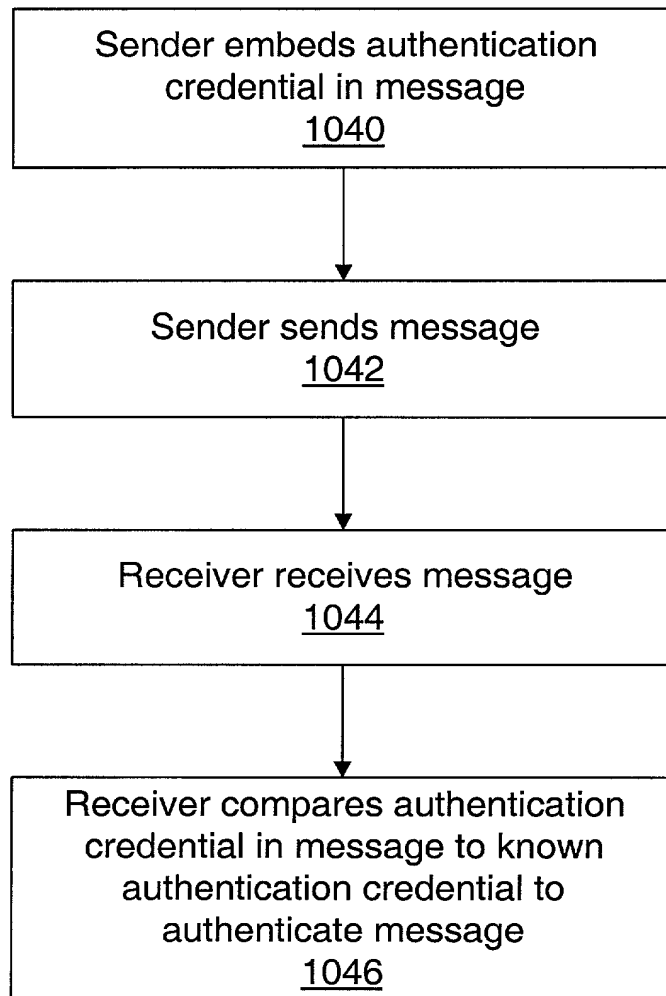 Sender embeds authentication
credential in message
1040
Sender sends message
1042
Receiver receives message
1044
Receiver compares authentication
credential in message to known
authentication credential to
authenticate message
1046